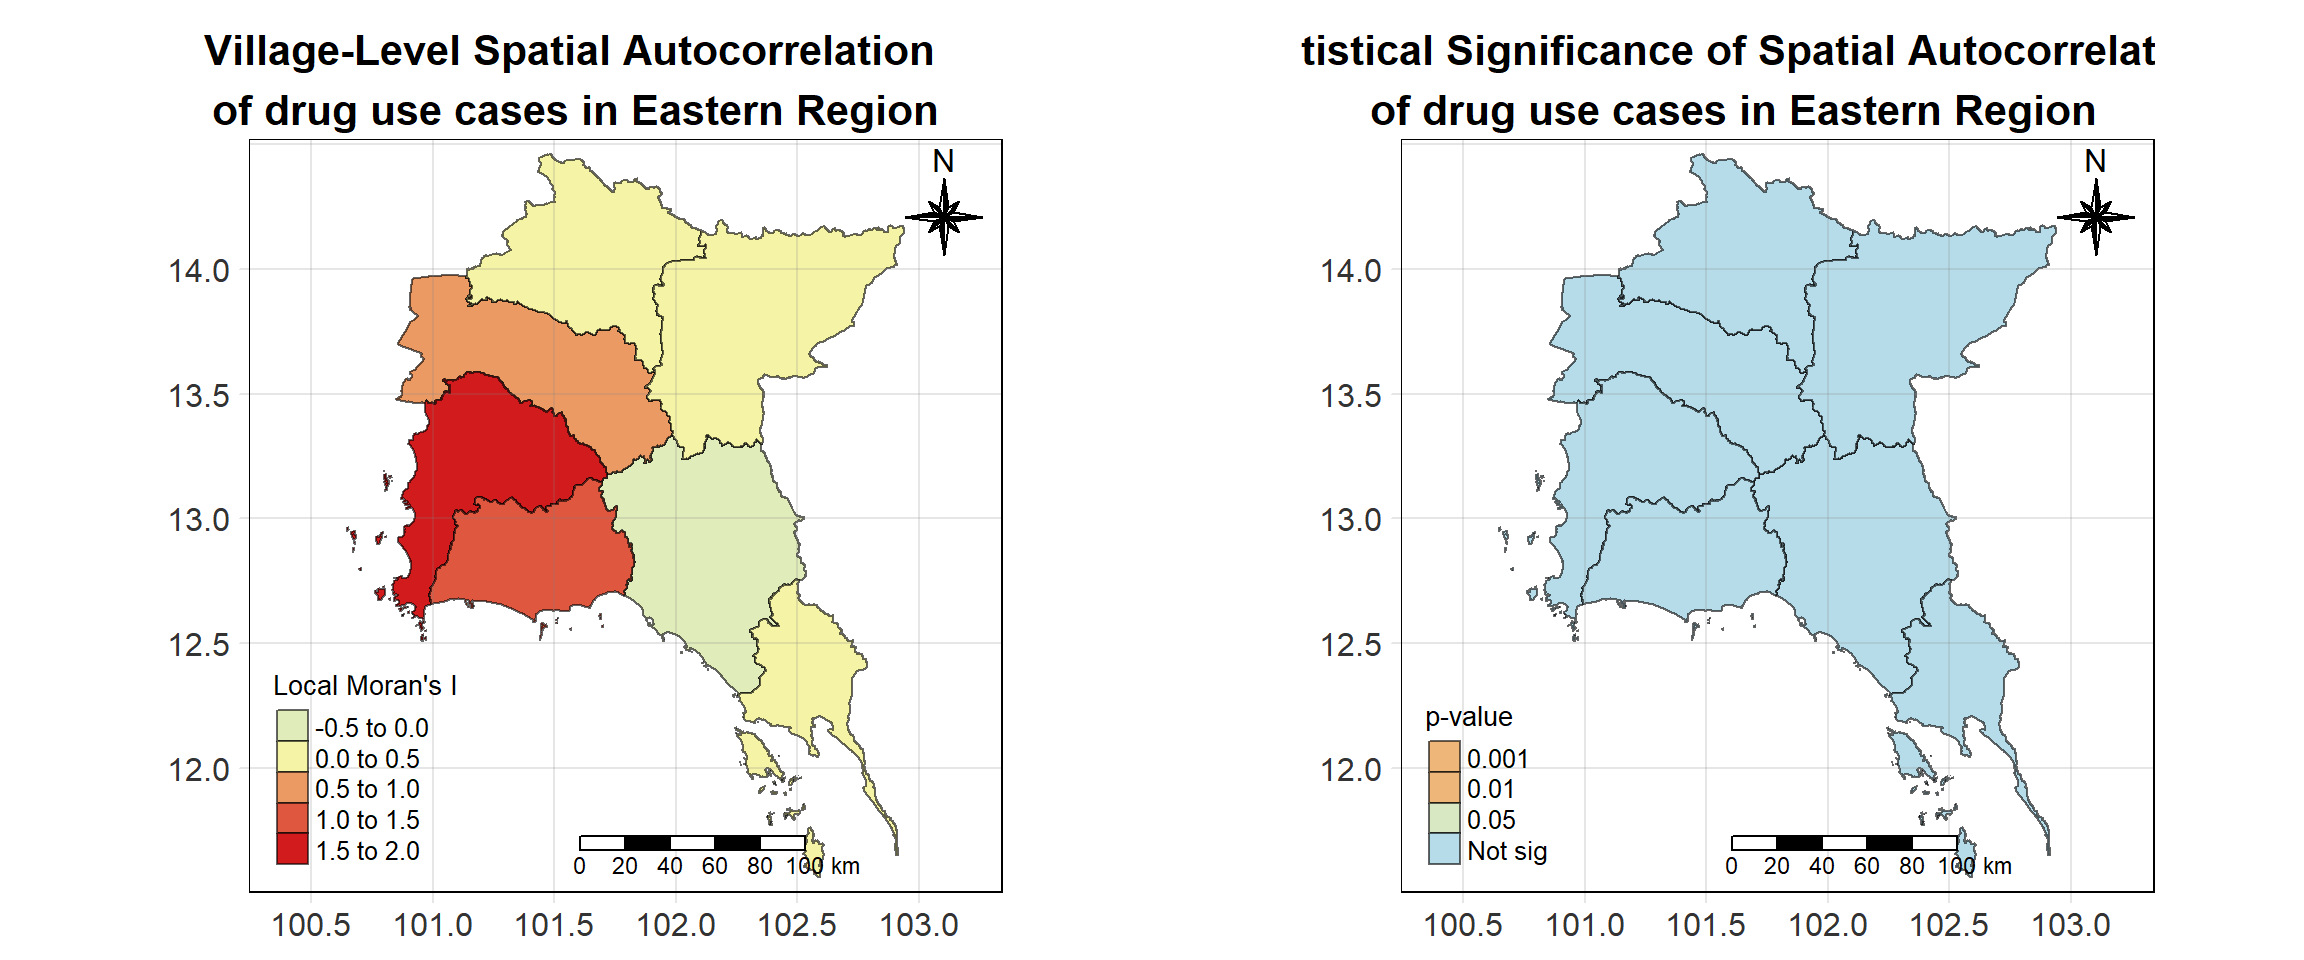 Village-Level Spatial Autocorrelation
of drug use cases in Eastern Region
N
14.0
13.5
13.0
12.5
12.0
Local Moran's I
-0.5 to 0.0
0.0 to 0.5
0.5 to 1.0
1.0 to 1.5
1.5 to 2.0
0 20 40 60 80 100 km
100.5 101.0 101.5 102.0 102.5 103.0
tistical Significance of Spatial Autocorrelat
of drug use cases in Eastern Region
N
14.0
13.5
13.0
12.5
12.0
p-value
0.001
0.01
0.05
Not sig
0 20 40 60 80 100 km
100.5 101.0 101.5 102.0 102.5 103.0